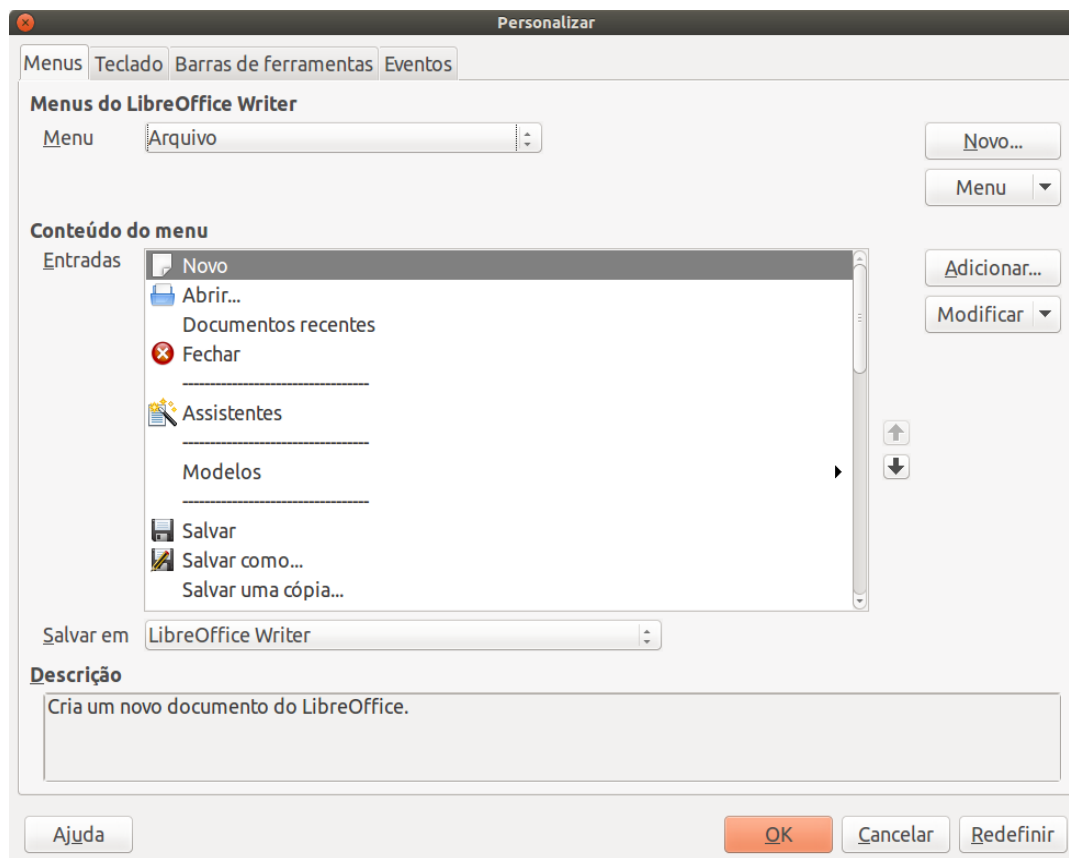 Personalizar
Menus Teclado Barras de ferramentas Eventos
Menus do LibreOffice Writer
Menu Arquivo Novo...
Menu
Conteúdo do menu
Entradas Novo Adicionar...
Abrir...
Documentos recentes Modificar
Fechar
----------------------------------
Assistentes
----------------------------------
Modelos
----------------------------------
Salvar
Salvar como...
Salvar uma cópia...
Salvar em LibreOffice Writer
Descrição
Cria um novo documento do LibreOffice.
Ajuda OK Cancelar Redefinir